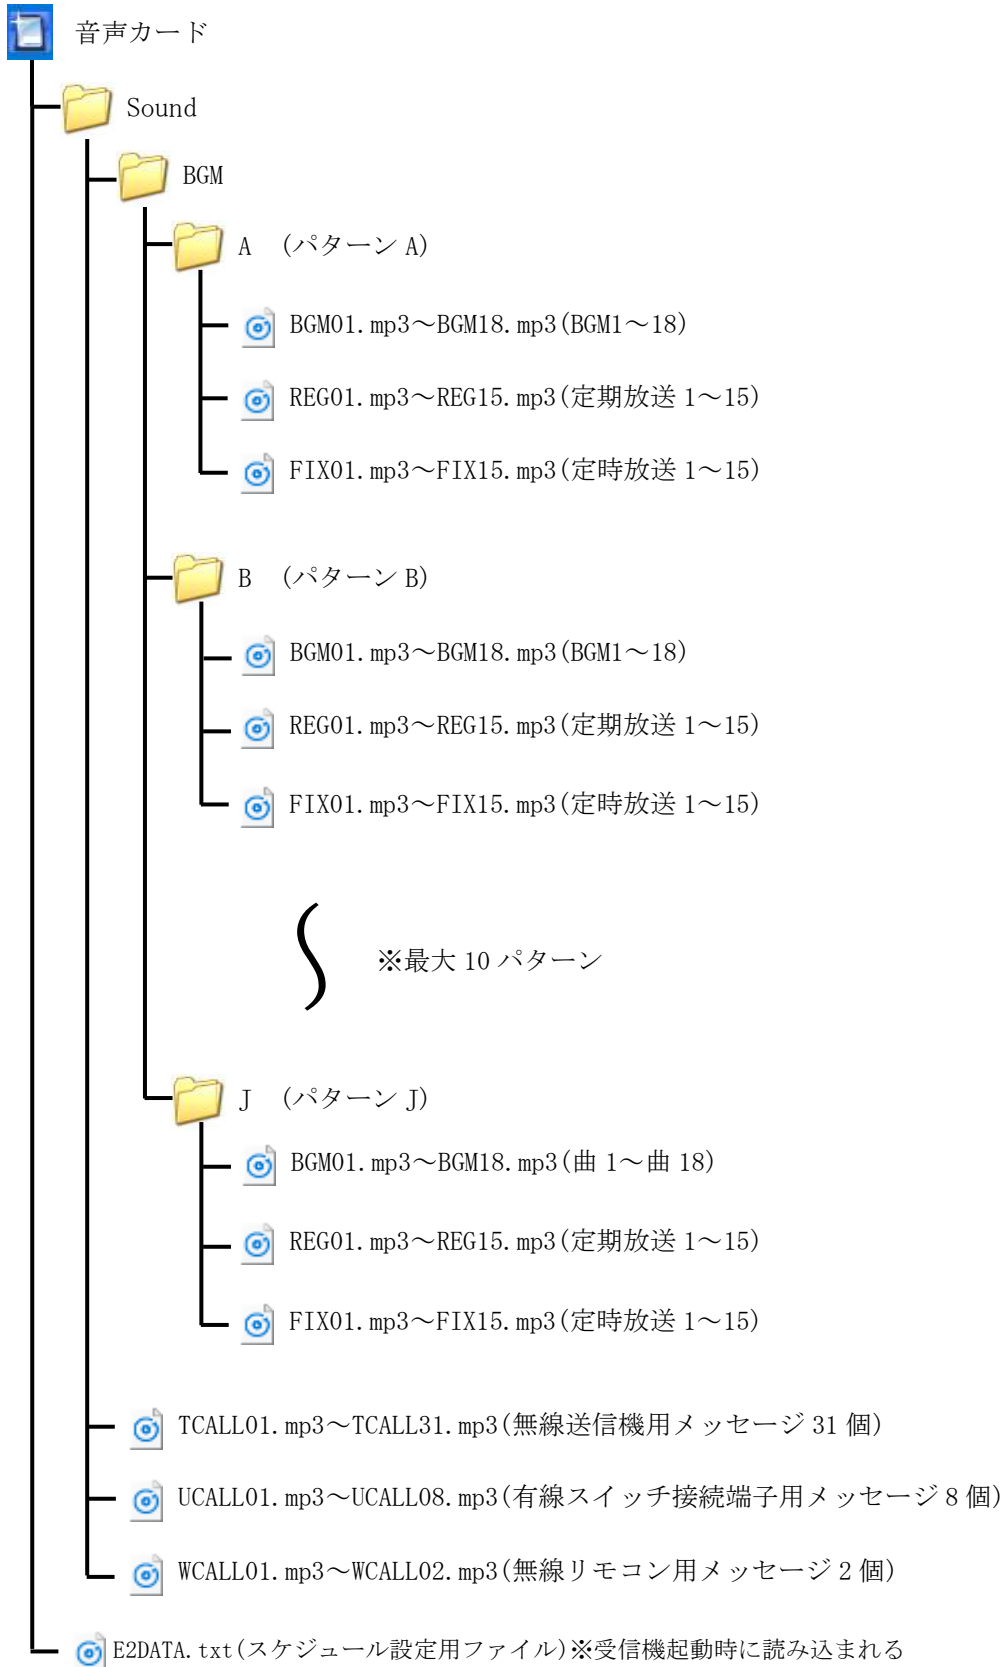 音声カード
Sound
BGM
A　(パターン A)
BGM01.mp3～BGM18.mp3(BGM1～18)
REG01.mp3～REG15.mp3(定期放送 1～15)
FIX01.mp3～FIX15.mp3(定時放送 1～15)
B　(パターン B)
BGM01.mp3～BGM18.mp3(BGM1～18)
REG01.mp3～REG15.mp3(定期放送 1～15)
FIX01.mp3～FIX15.mp3(定時放送 1～15)
※最大 10 パターン
J　(パターン J)
BGM01.mp3～BGM18.mp3(曲 1～曲 18)
REG01.mp3～REG15.mp3(定期放送 1～15)
FIX01.mp3～FIX15.mp3(定時放送 1～15)
TCALL01.mp3～TCALL31.mp3(無線送信機用メッセージ 31 個)
UCALL01.mp3～UCALL08.mp3(有線スイッチ接続端子用メッセージ 8 個)
WCALL01.mp3～WCALL02.mp3(無線リモコン用メッセージ 2 個)
E2DATA.txt(スケジュール設定用ファイル)※受信機起動時に読み込まれる